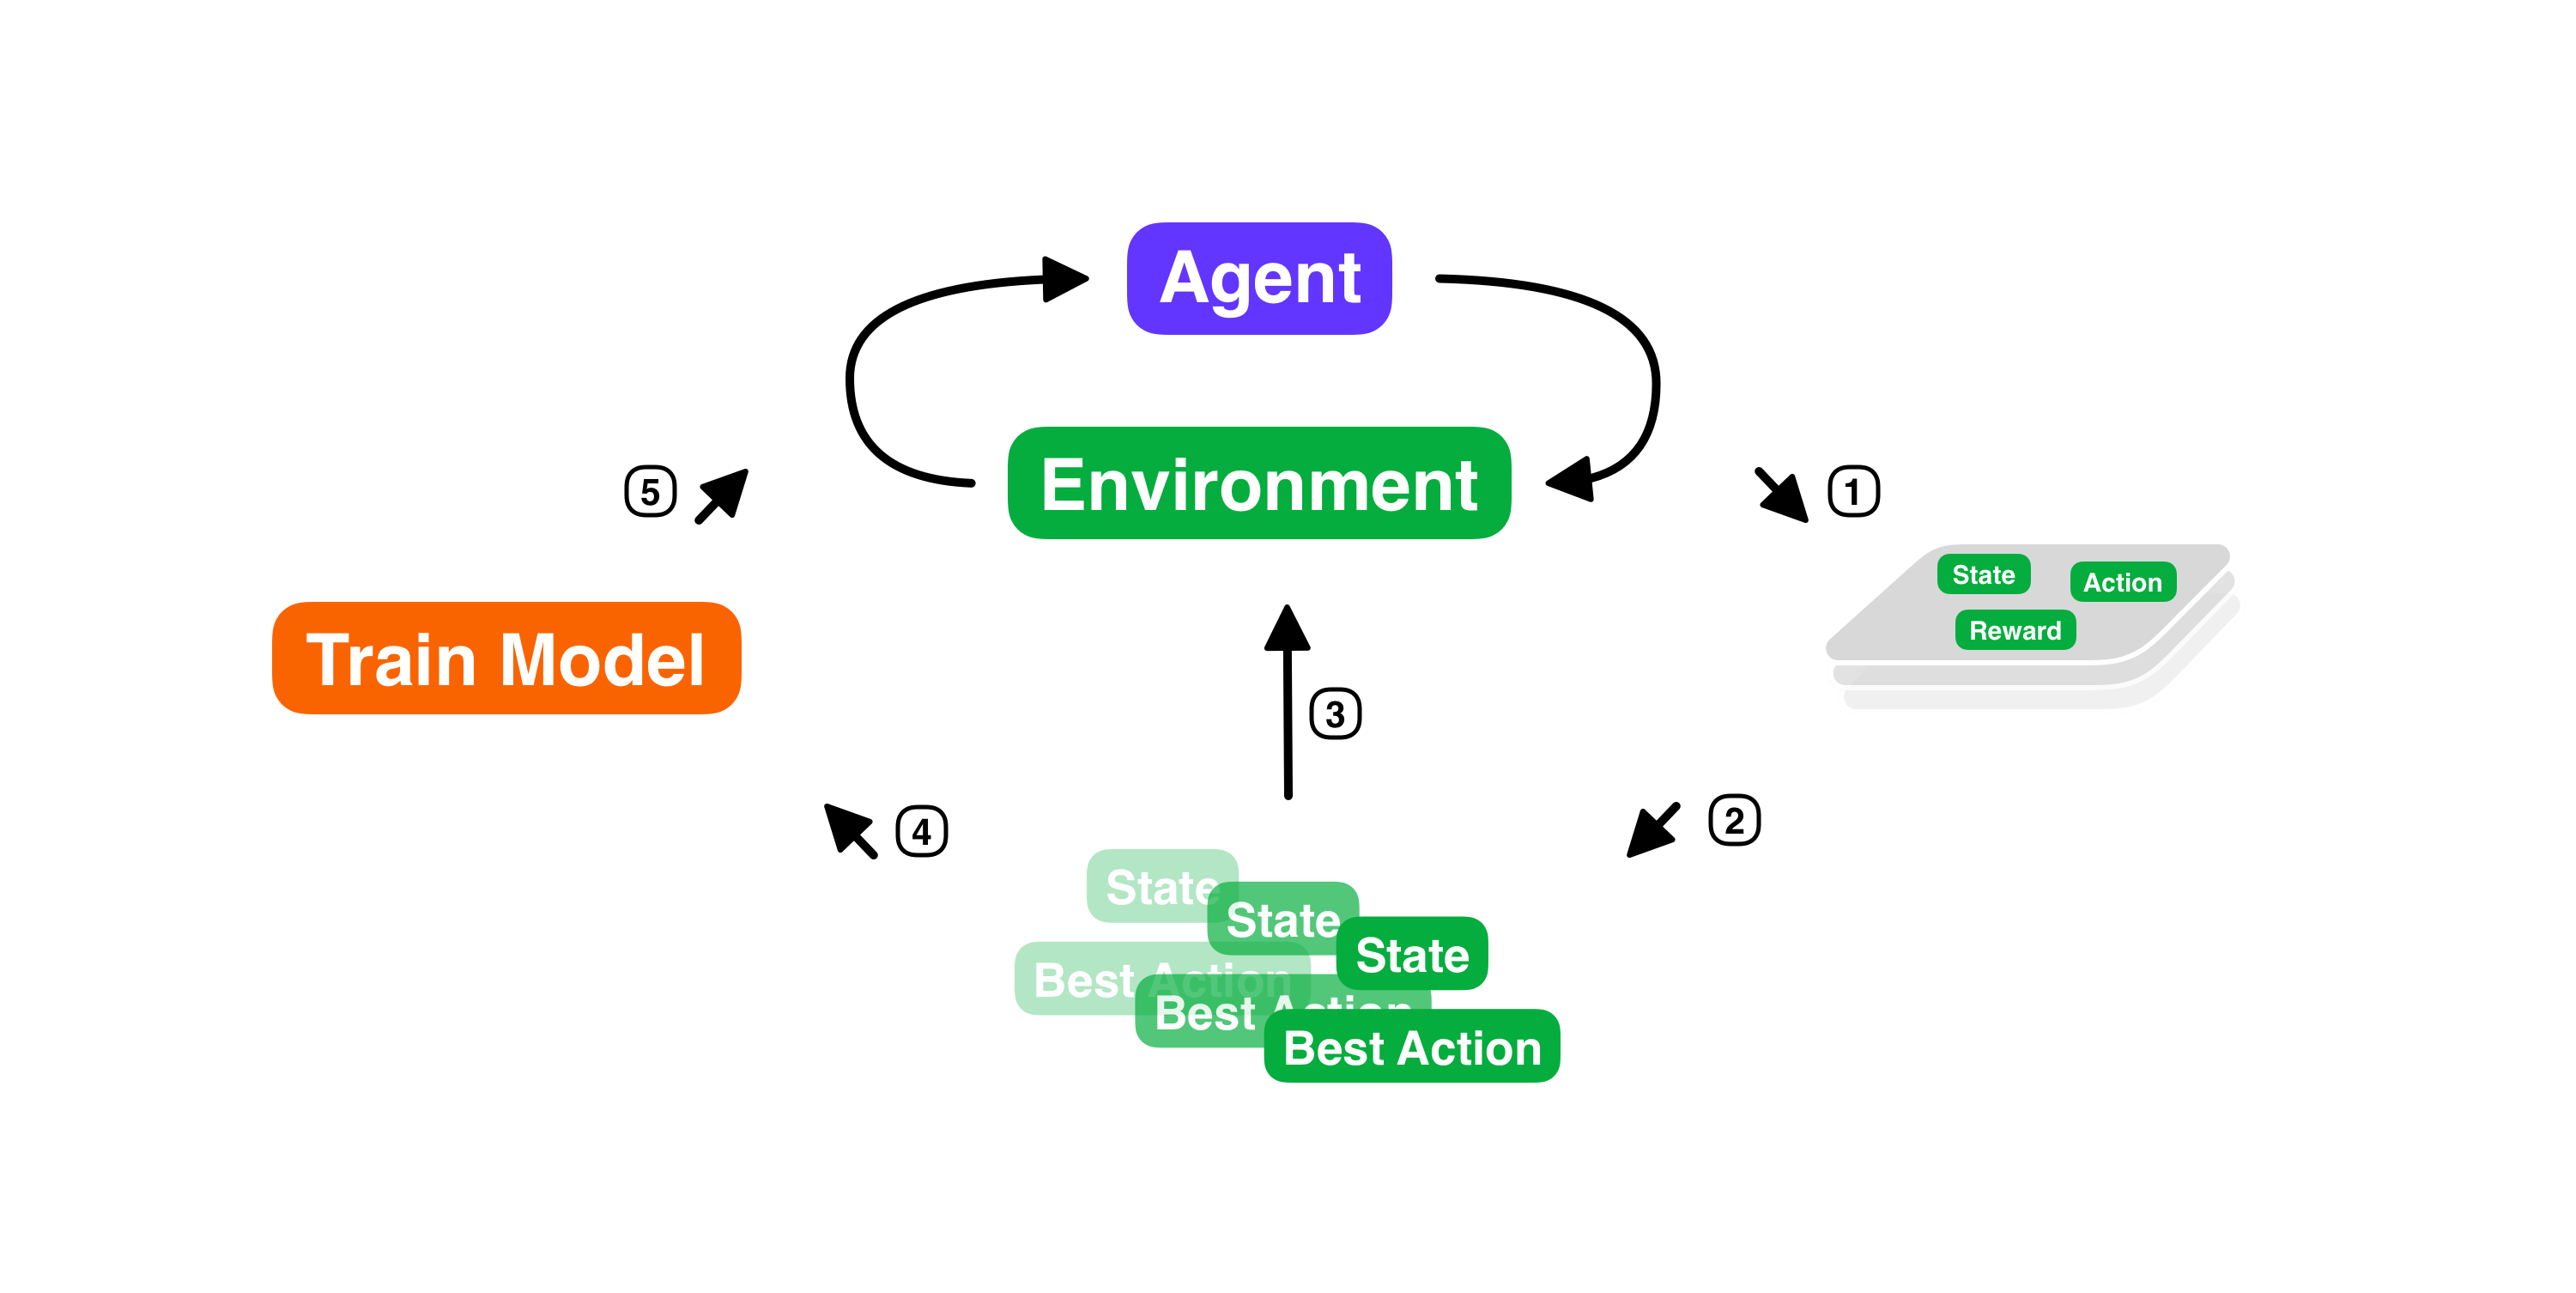 Agent
Environment
5
1
State
Action
Reward
Train Model
3
2
4
State
State
State
Best Action
Best Action
Best Action